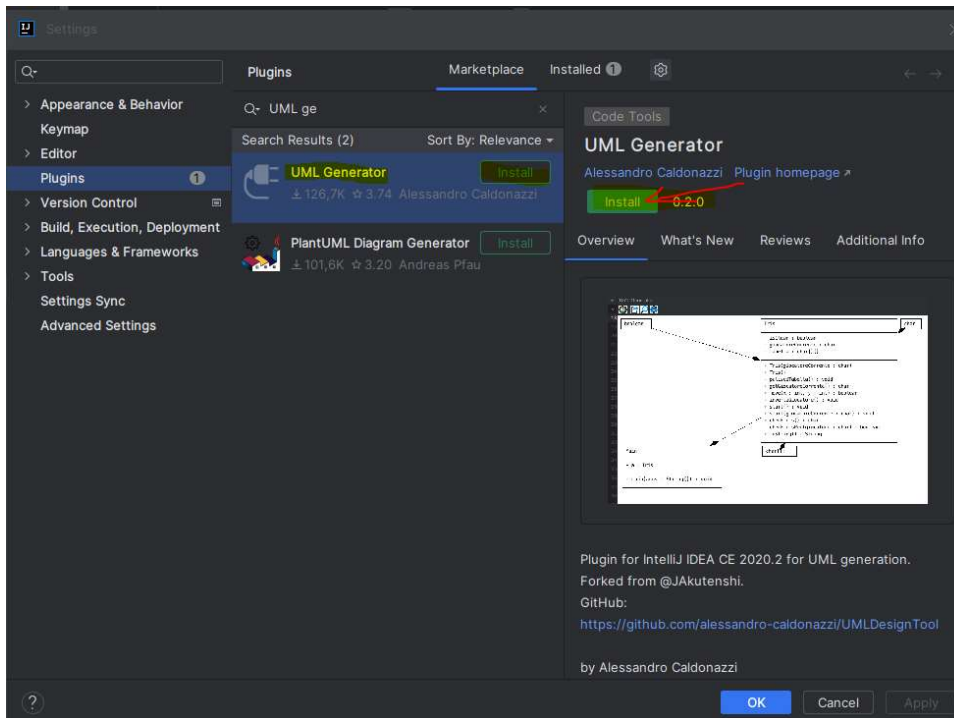 Settings
Plugins
Marketplace
Installed 1
Appearance & Behavior
Keymap
Editor
Plugins 1
Version Control
Build, Execution, Deployment
Languages & Frameworks
Tools
Settings Sync
Advanced Settings
UML ge
Search Results (2) Sort By: Relevance
UML Generator Install
126,7K 3.74 Alessandro Caldonazzi
PlantUML Diagram Generator Install
101,6K 3.20 Andreas Pfau
Code Tools
UML Generator
Alessandro Caldonazzi Plugin homepage
Install 0.2.0
Overview What's New Reviews Additional Info
Plugin for IntelliJ IDEA CE 2020.2 for UML generation.
Forked from @JAkutenshi.
GitHub:
https://github.com/alessandro-caldonazzi/UMLDesignTool
by Alessandro Caldonazzi
? OK Cancel Apply